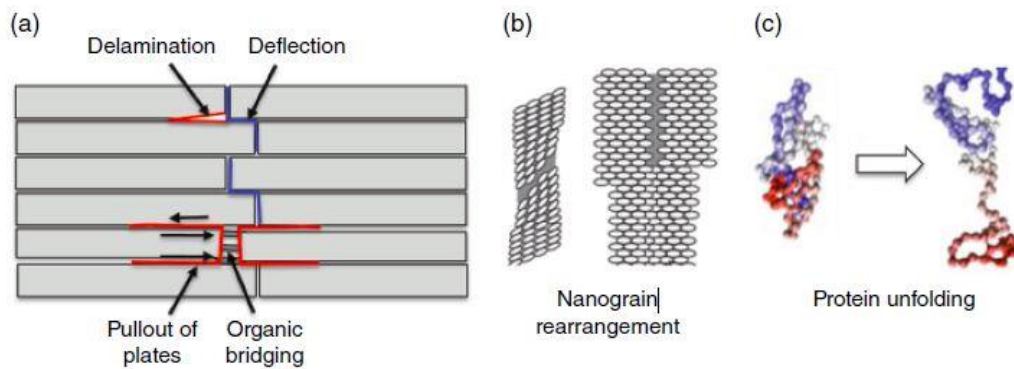 (a)
Delamination Deflection
Pullout of
plates
Organic
bridging
(b)
Nanograin
rearrangement
(c)
Protein unfolding